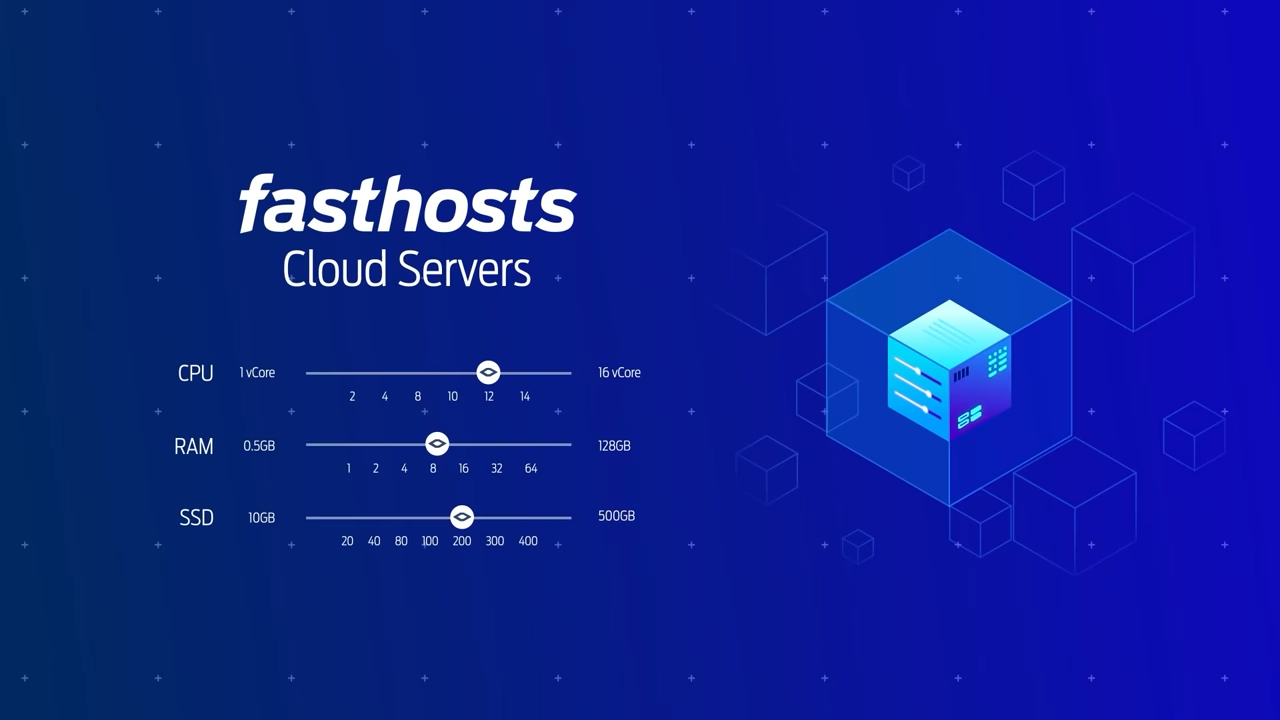 fasthosts
Cloud Servers
CPU 1 vCore 16 vCore
2 4 8 10 12 14
RAM 0.5GB 128GB
1 2 4 8 16 32 64
SSD 10GB 500GB
20 40 80 100 200 300 400